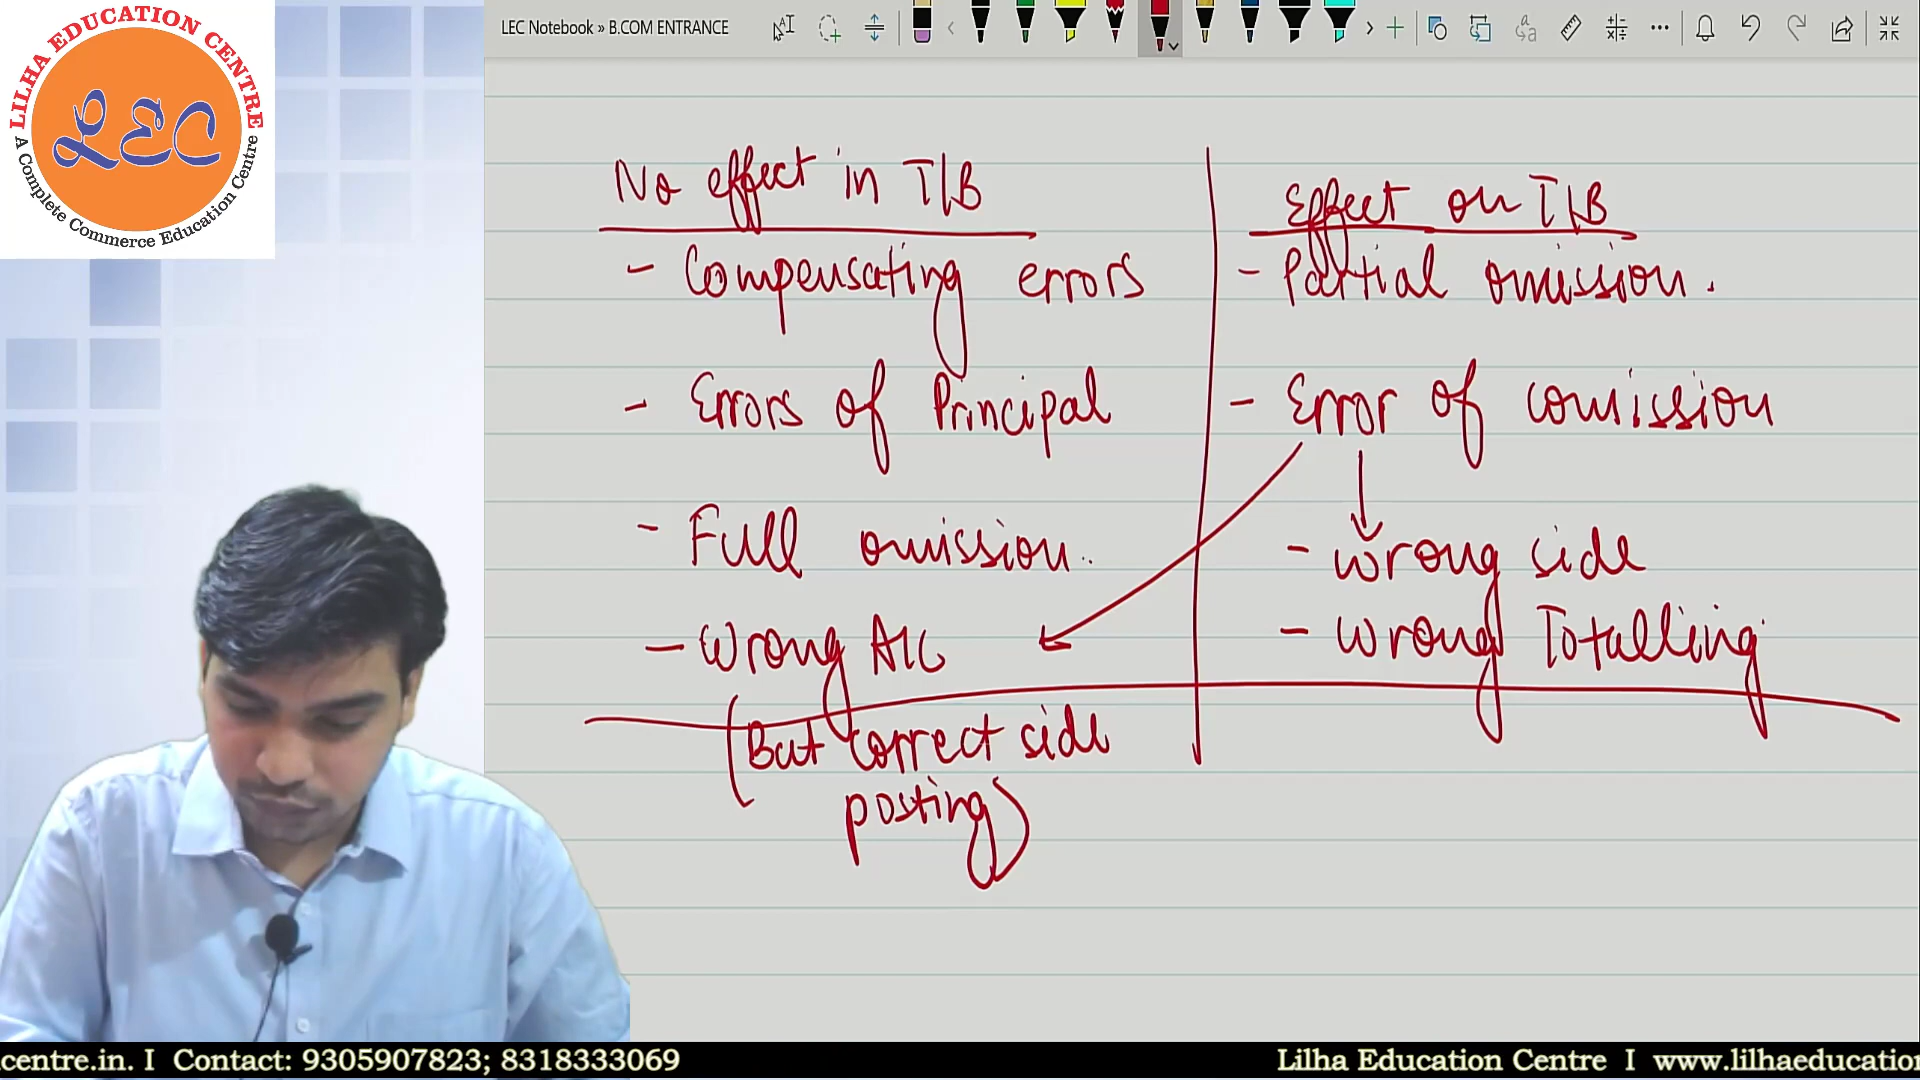 LILHA EDUCATION CENTRE
LEC
A Complete Commerce Education Centre
LEC Notebook » B.COM ENTRANCE
No effect in T/B
- Compensating errors
- Errors of Principal
- Full omission.
- Wrong A/c
(But correct side
posting)
Effect on T/B
- Partial omission.
- Error of comission
- wrong side
- wrong Totalling
centre.in. I Contact: 9305907823; 8318333069
Lilha Education Centre I www.lilhaeducation